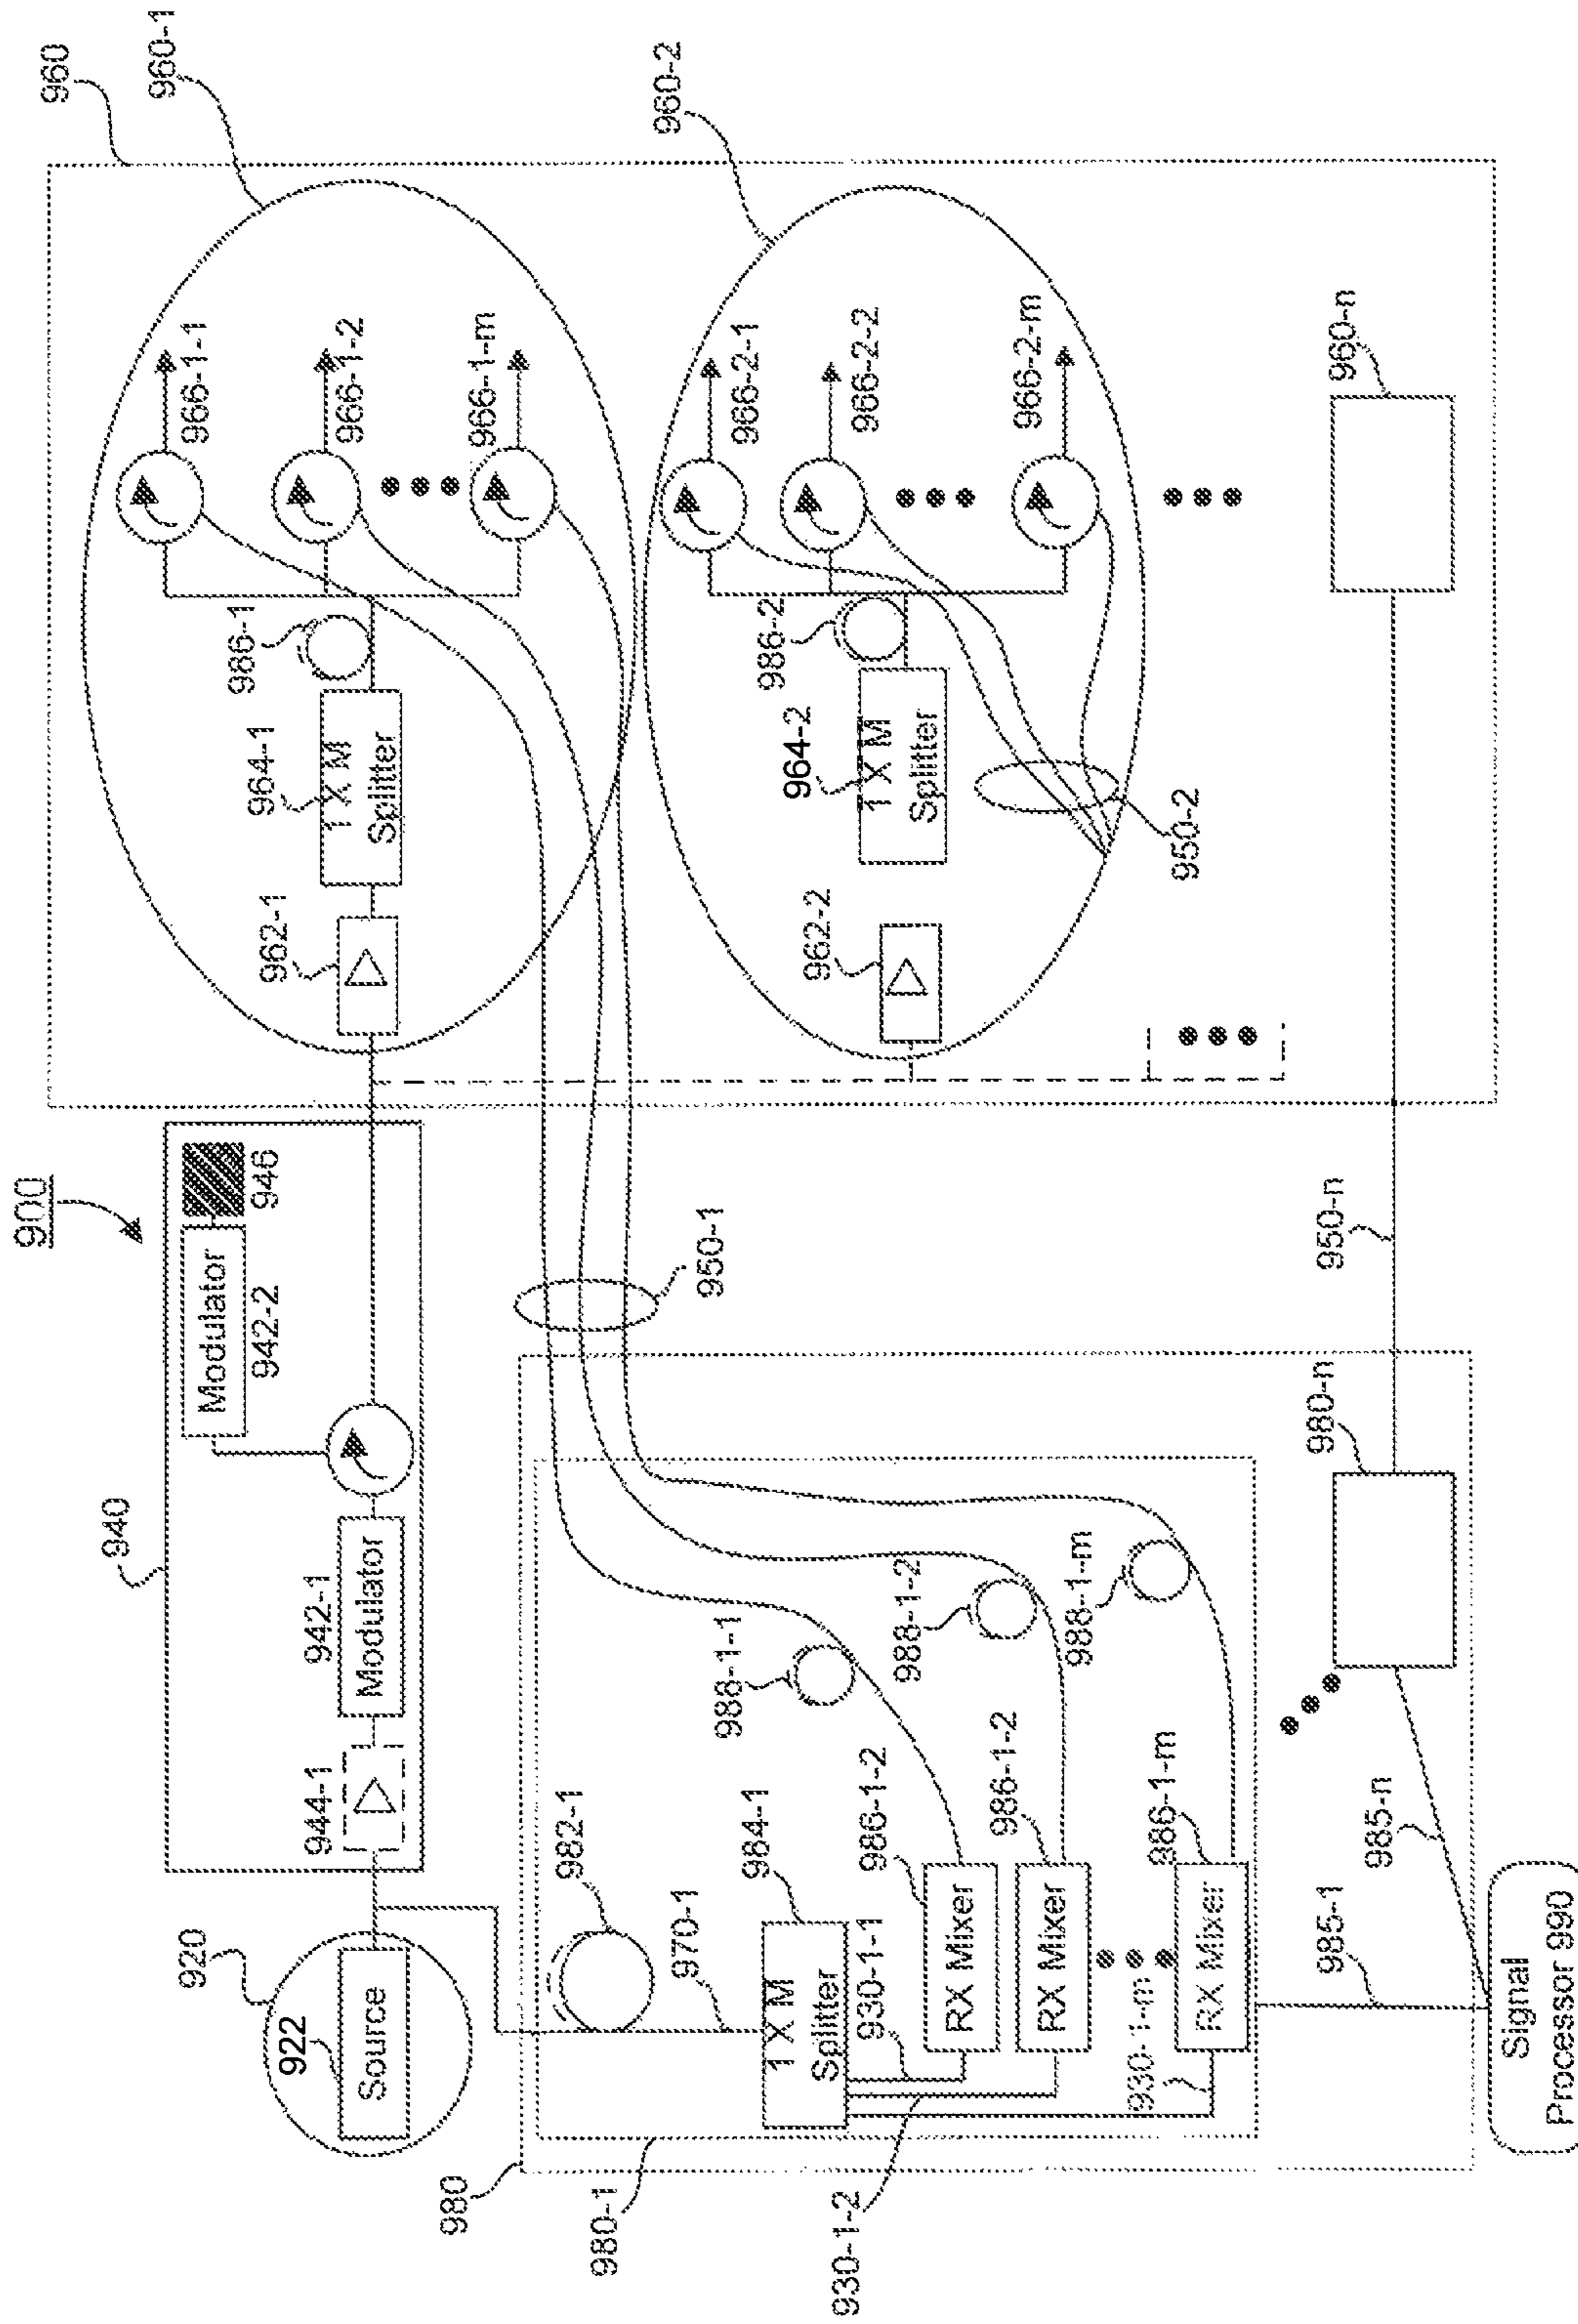 900
920
922
Source
940
944-1
942-1
Modulator
Modulator
942-2
946
960
960-1
962-1
964-1
1 X M
Splitter
986-1
966-1-1
966-1-2
966-1-m
960-2
962-2
964-2
1 X M
Splitter
986-2
966-2-1
966-2-2
966-2-m
950-2
960-n
950-1
950-n
980
980-1
982-1
970-1
984-1
1 X M
Splitter
930-1-1
930-1-2
930-1-m
986-1-2
RX Mixer
986-1-2
RX Mixer
986-1-m
RX Mixer
988-1-1
988-1-2
988-1-m
980-n
985-1
985-n
Signal
Processor 990